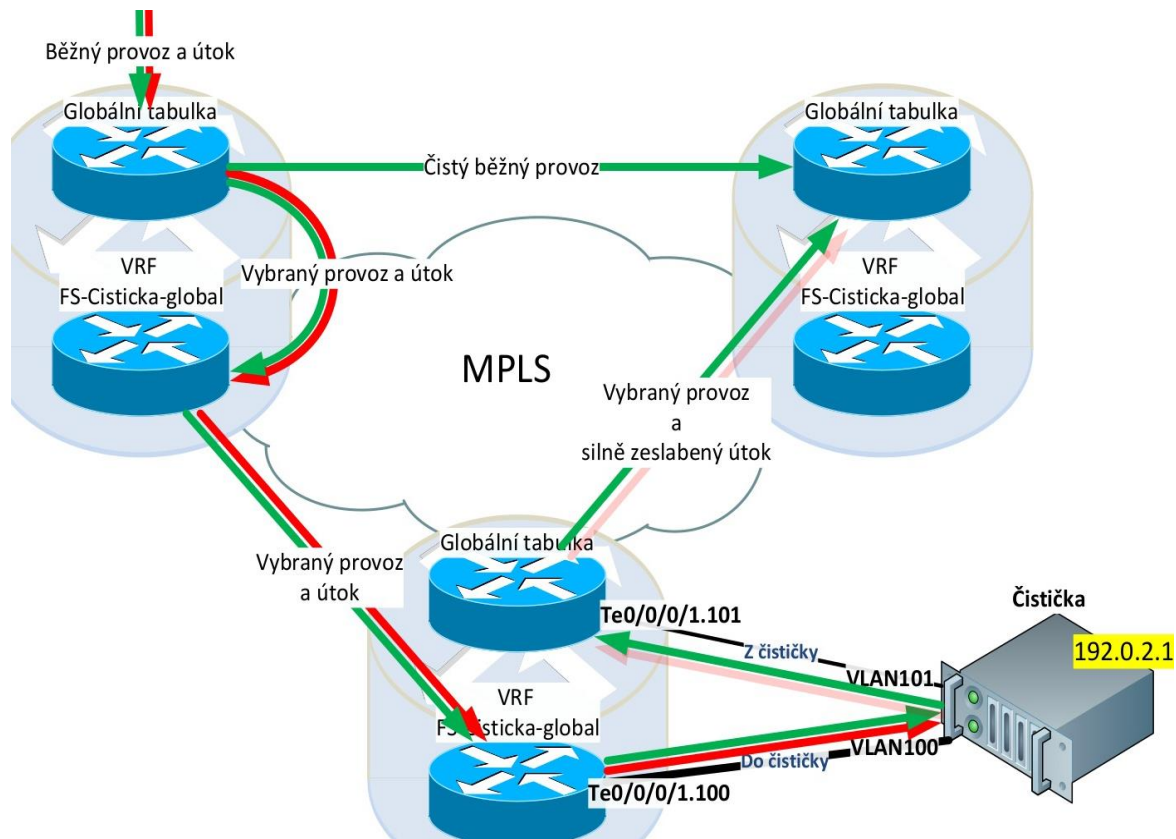 Běžný provoz a útok
Globální tabulka
Globální tabulka
Čistý běžný provoz
VRF
FS-Cisticka-global
Vybraný provoz a útok
VRF
FS-Cisticka-global
MPLS
Vybraný provoz
a
silně zeslabený útok
Vybraný provoz
a útok
Globální tabulka
Te0/0/0/1.101
Z čističky
VLAN101
Čistička
192.0.2.1
VRF
FS-Cisticka-global
Do čističky
VLAN100
Te0/0/0/1.100